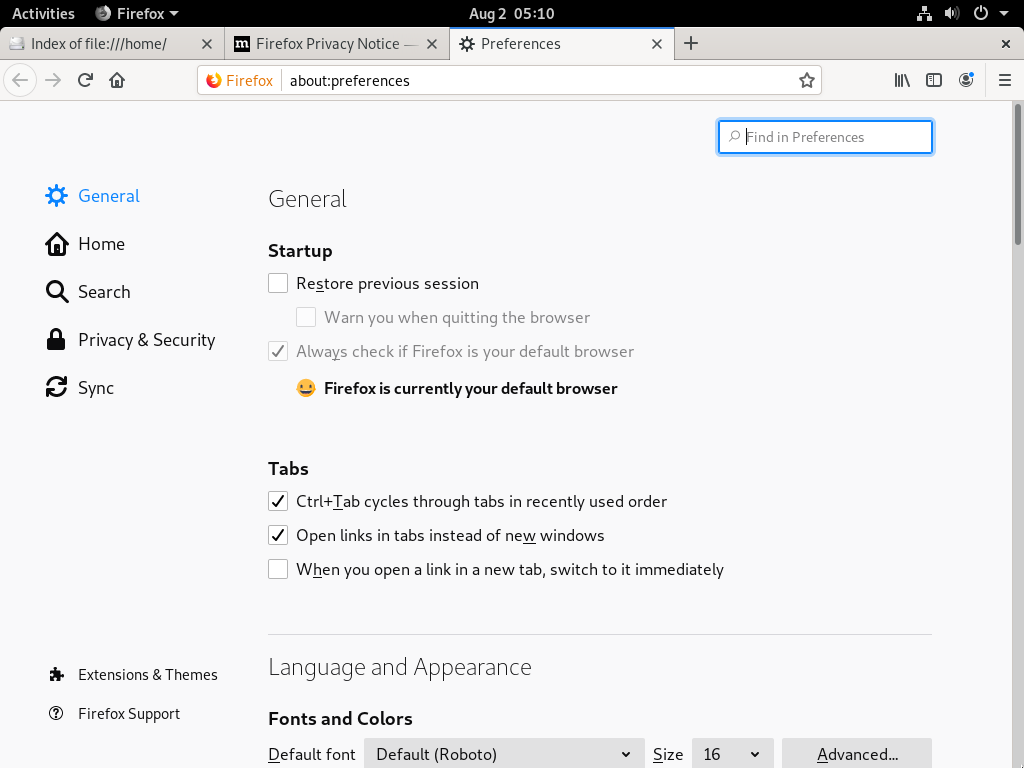 Activities Firefox Aug 2 05:10
Index of file:///home/ Firefox Privacy Notice — Preferences
Firefox about:preferences
Find in Preferences
General
Home
Search
Privacy & Security
Sync
Extensions & Themes
Firefox Support
General
Startup
Restore previous session
Warn you when quitting the browser
Always check if Firefox is your default browser
Firefox is currently your default browser
Tabs
Ctrl+Tab cycles through tabs in recently used order
Open links in tabs instead of new windows
When you open a link in a new tab, switch to it immediately
Language and Appearance
Fonts and Colors
Default font Default (Roboto) Size 16 Advanced...